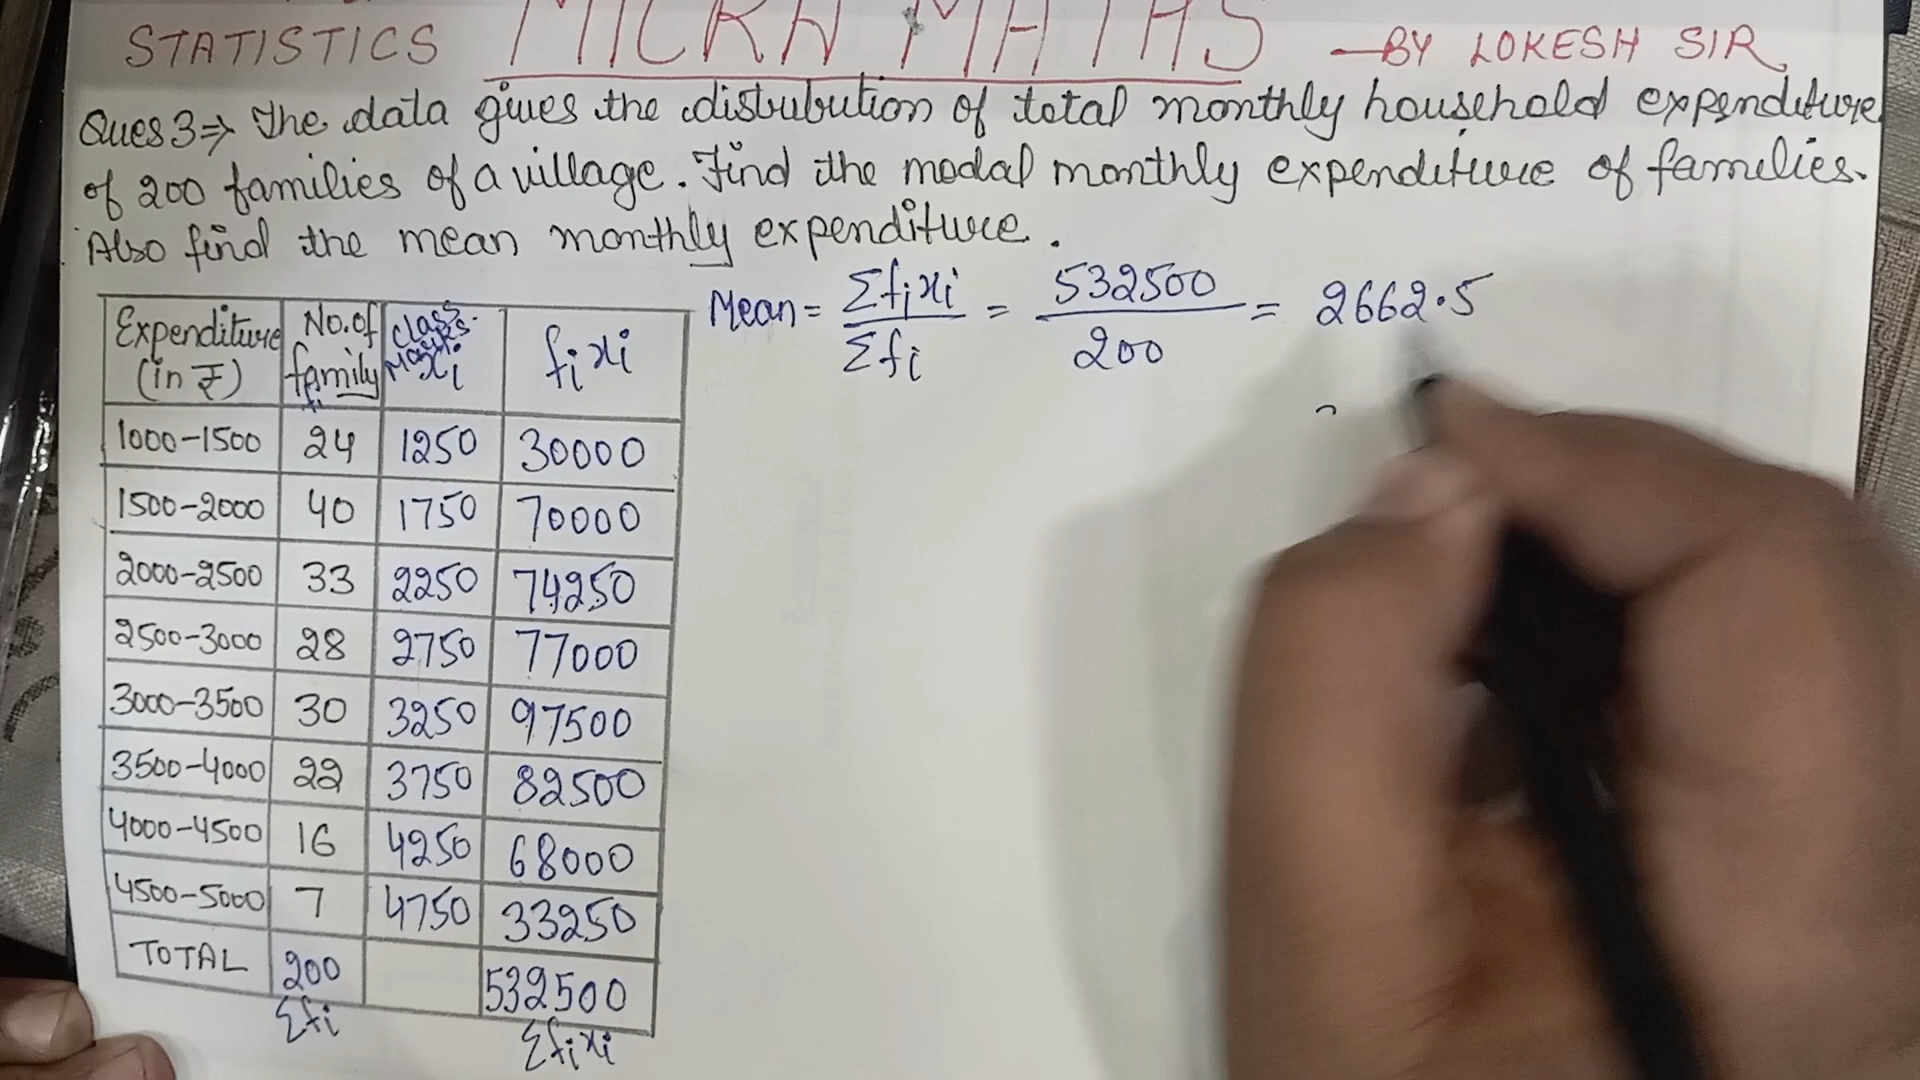 STATISTICS MICRA MATHS -BY LOKESH SIR
Ques 3⇒ The data gives the distribution of total monthly household expenditure
of 200 families of a village. Find the modal monthly expenditure of families.
Also find the mean monthly expenditure.
Mean = Σfixi / Σfi = 532500 / 200 = 2662.5
Expenditure (in ₹) No. of family fi class Marks xi fixi
1000-1500 24 1250 30000
1500-2000 40 1750 70000
2000-2500 33 2250 74250
2500-3000 28 2750 77000
3000-3500 30 3250 97500
3500-4000 22 3750 82500
4000-4500 16 4250 68000
4500-5000 7 4750 33250
TOTAL 200 532500
Σfi Σfixi